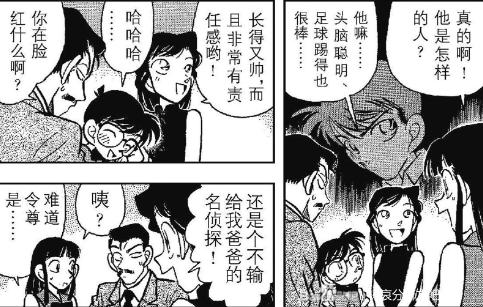 真的啊！
他是怎样
的人？
他嘛……
头脑聪明、
足球踢得也
很棒……
长得又帅，而
且非常有责
任感哟！
哈哈哈
你在脸
红什么啊？
还是个不输
给我爸爸的
名侦探！
咦？
难道
令尊
是……